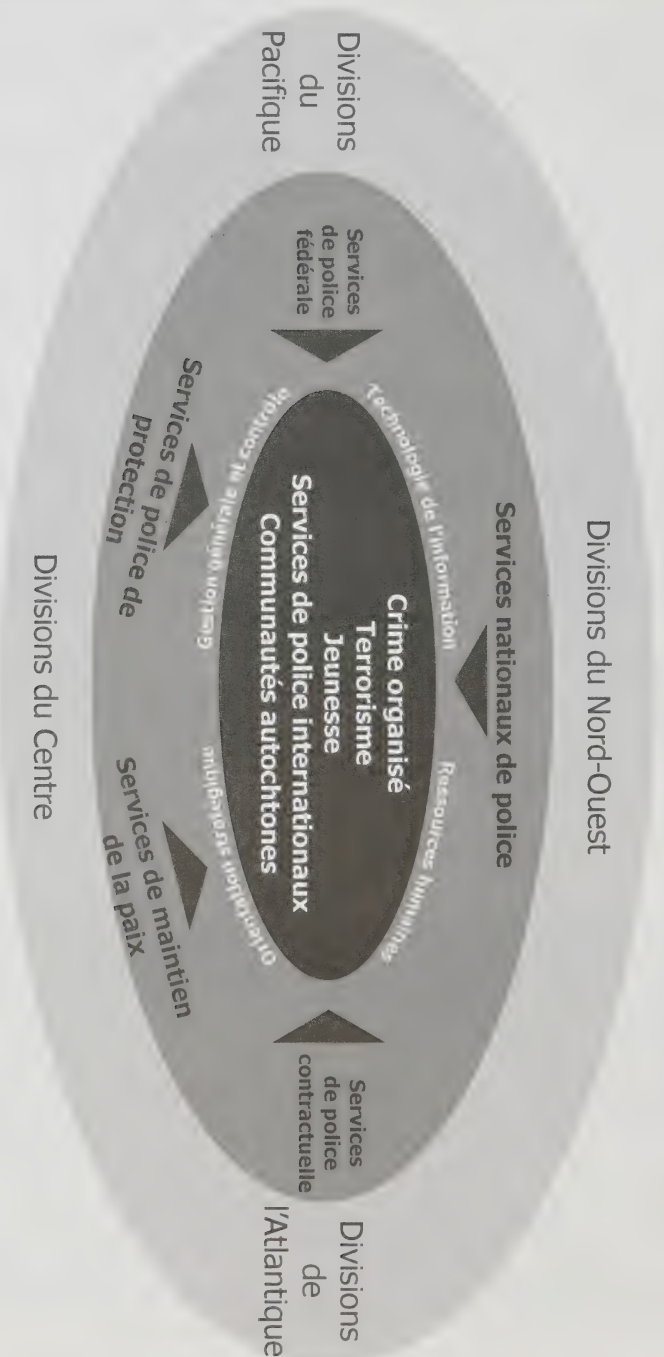 Divisions du Nord-Ouest
Services nationaux de police
Divisions
du
Pacifique
Services
de police
fédérale
Technologie de l'information
Ressources humaines
Crime organisé
Terrorisme
Jeunesse
Services de police internationaux
Communautés autochtones
Gestion générale et contrôle
Orientation stratégique
Services
de police
contractuelle
Divisions
de
l'Atlantique
Services de police de
protection
Services de maintien
de la paix
Divisions du Centre